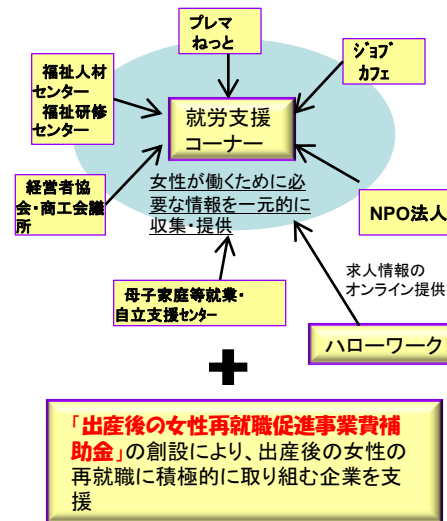 プレマ
ねっと
ジョブ
カフェ
福祉人材
センター
福祉研修
センター
就労支援
コーナー
経営者協
会・商工会議
所
女性が働くために必
要な情報を一元的に
収集・提供
NPO法人
母子家庭等就業・
自立支援センター
求人情報の
オンライン提供
ハローワーク
「出産後の女性再就職促進事業費補
助金」の創設により、出産後の女性の
再就職に積極的に取り組む企業を支
援